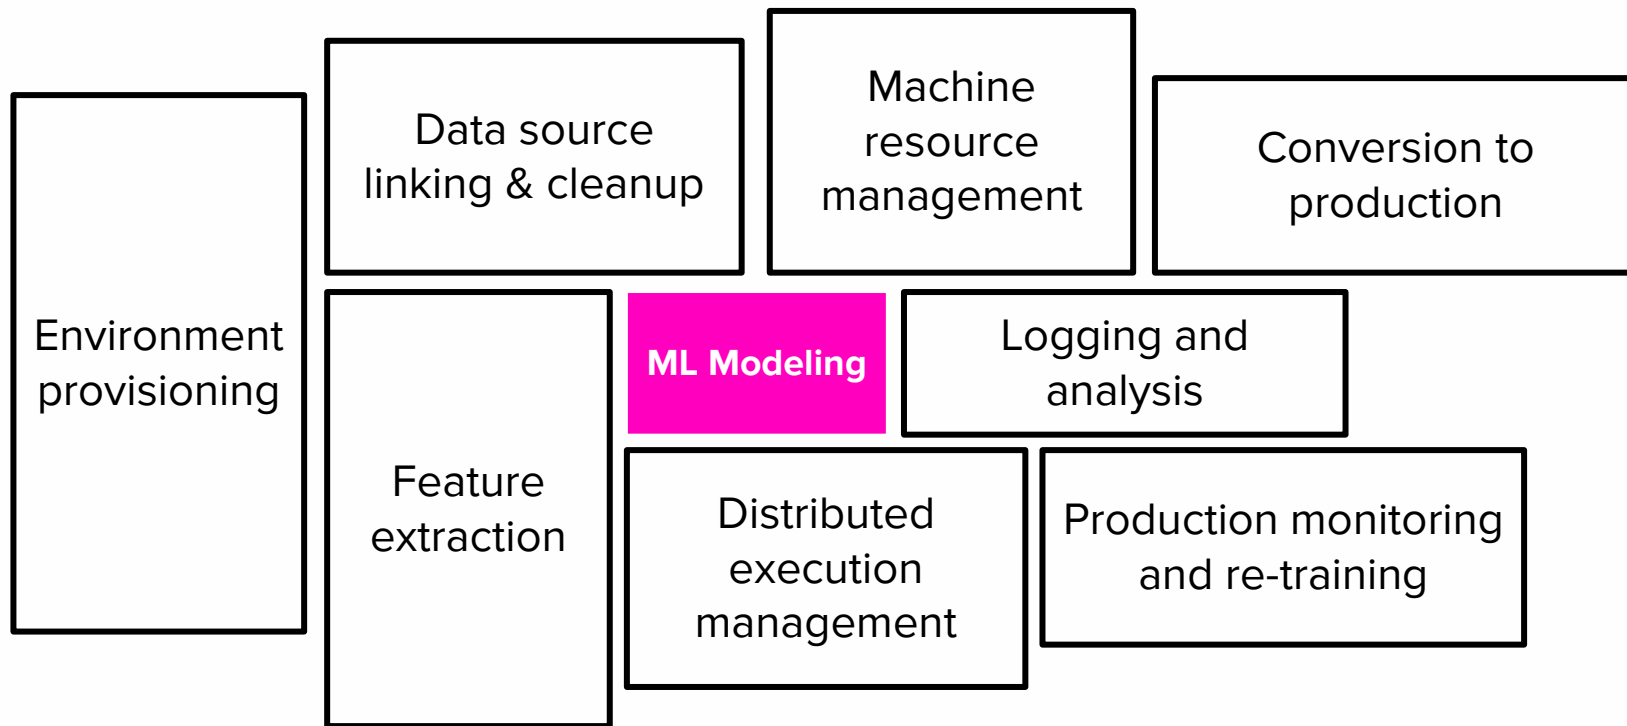 Environment
provisioning
Data source
linking & cleanup
Machine
resource
management
Conversion to
production
Feature
extraction
ML Modeling
Logging and
analysis
Distributed
execution
management
Production monitoring
and re-training